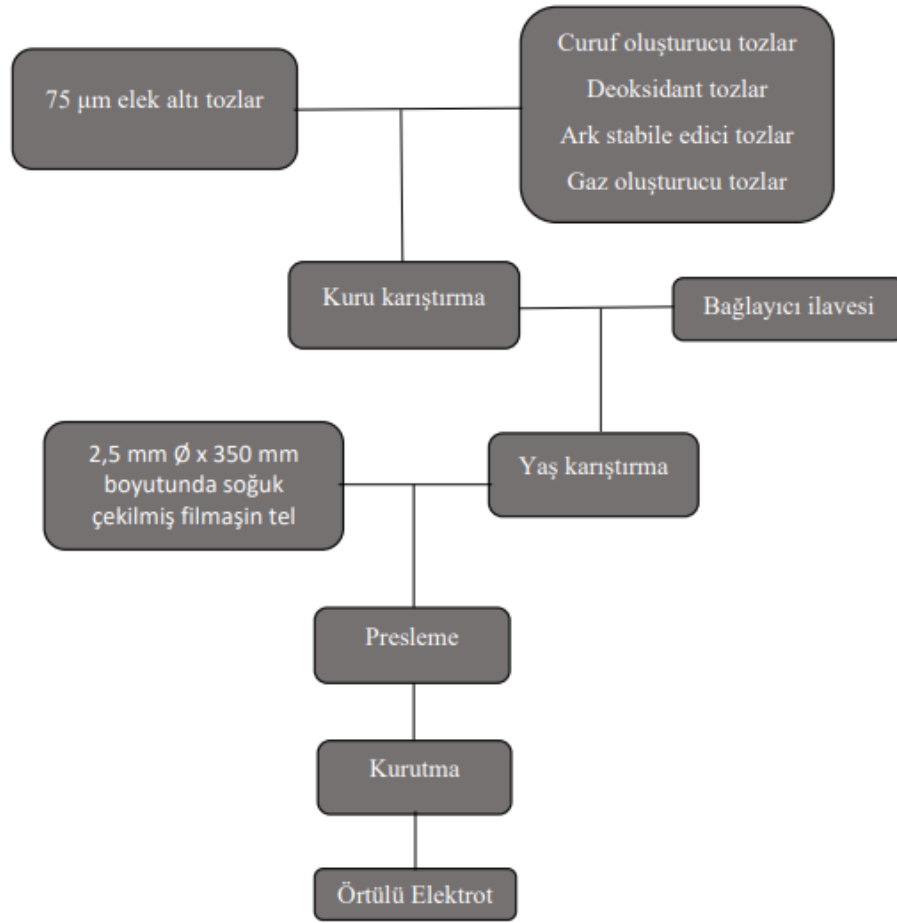 75 µm elek altı tozlar
Curuf oluşturucu tozlar
Deoksidant tozlar
Ark stabile edici tozlar
Gaz oluşturucu tozlar
Kuru karıştırma
Bağlayıcı ilavesi
2,5 mm Ø x 350 mm
boyutunda soğuk
çekilmiş filmaşin tel
Yaş karıştırma
Presleme
Kurutma
Örtülü Elektrot